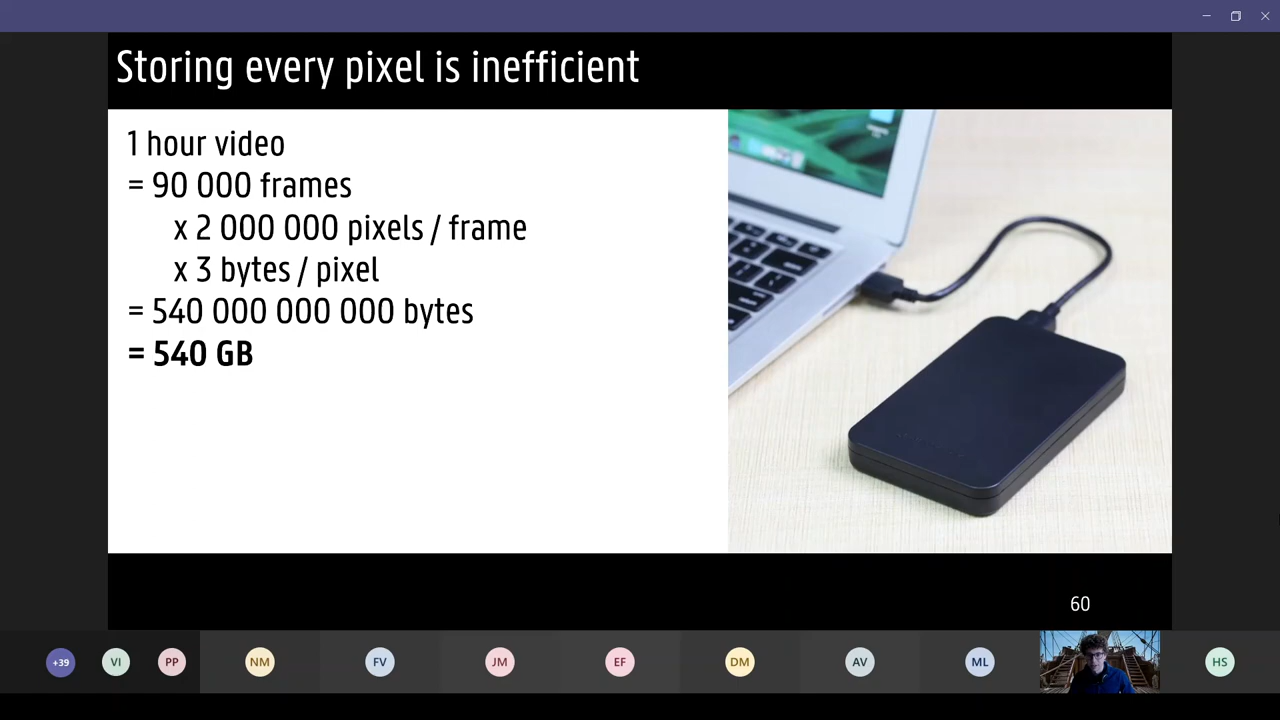 Storing every pixel is inefficient
1 hour video
= 90 000 frames
x 2 000 000 pixels / frame
x 3 bytes / pixel
= 540 000 000 000 bytes
= 540 GB
60
+39
VI
PP
NM
FV
JM
EF
DM
AV
ML
HS